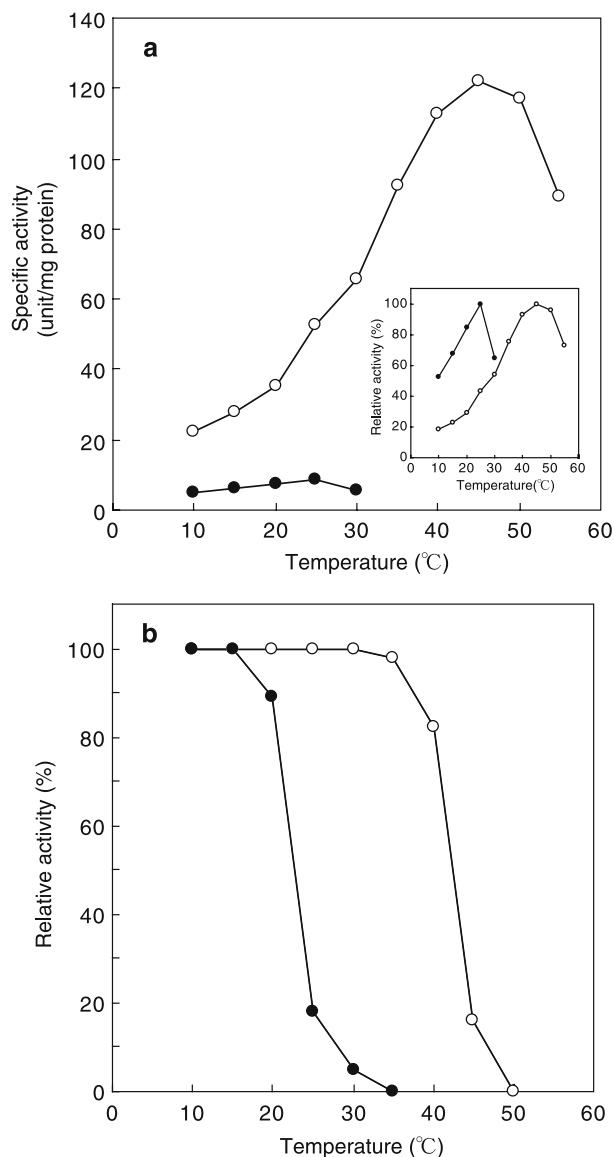 a
140
120
100
80
60
40
20
0
Specific activity
(unit/mg protein)
0 10 20 30 40 50 60
Temperature (℃)
100
80
60
40
20
0
Relative activity (%)
0 10 20 30 40 50 60
Temperature(℃)
b
100
80
60
40
20
0
Relative activity (%)
0 10 20 30 40 50 60
Temperature (℃)